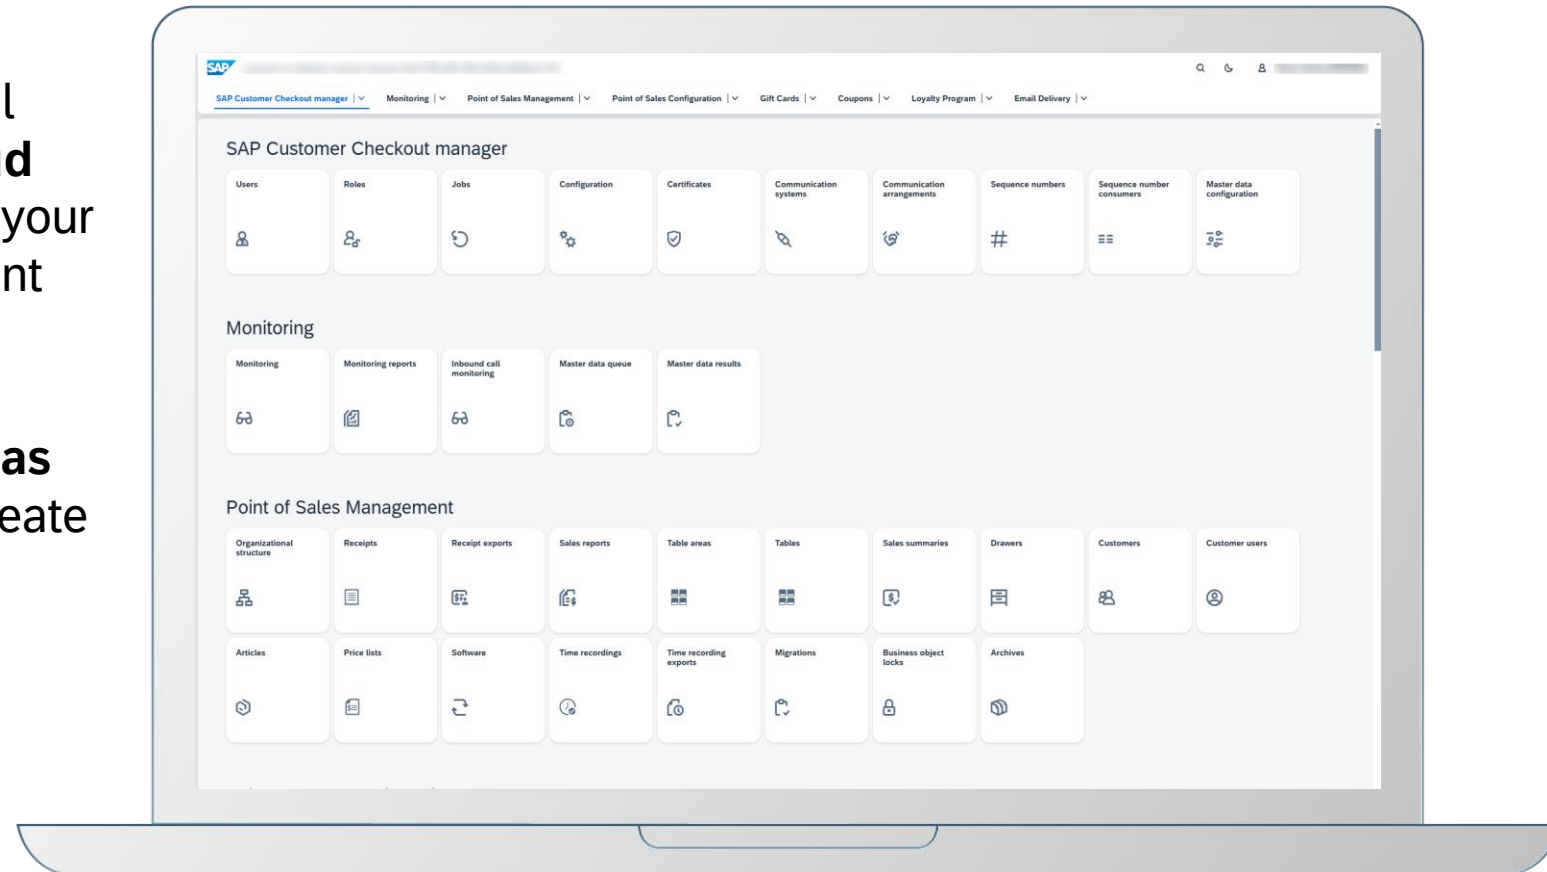 l
ud
your
nt
as
eate
SAP
SAP Customer Checkout manager Monitoring Point of Sales Management Point of Sales Configuration Gift Cards Coupons Loyalty Program Email Delivery
SAP Customer Checkout manager
Users Roles Jobs Configuration Certificates Communication systems Communication arrangements Sequence numbers Sequence number consumers Master data configuration
Monitoring
Monitoring Monitoring reports Inbound call monitoring Master data queue Master data results
Point of Sales Management
Organizational structure Receipts Receipt exports Sales reports Table areas Tables Sales summaries Drawers Customers Customer users
Articles Price lists Software Time recordings Time recording exports Migrations Business object locks Archives